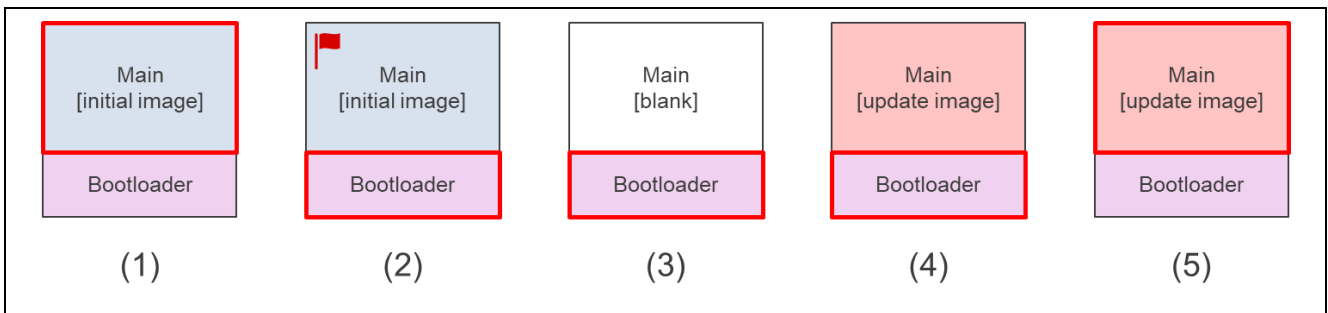 Main
[initial image]
Bootloader
(1)
Main
[initial image]
Bootloader
(2)
Main
[blank]
Bootloader
(3)
Main
[update image]
Bootloader
(4)
Main
[update image]
Bootloader
(5)